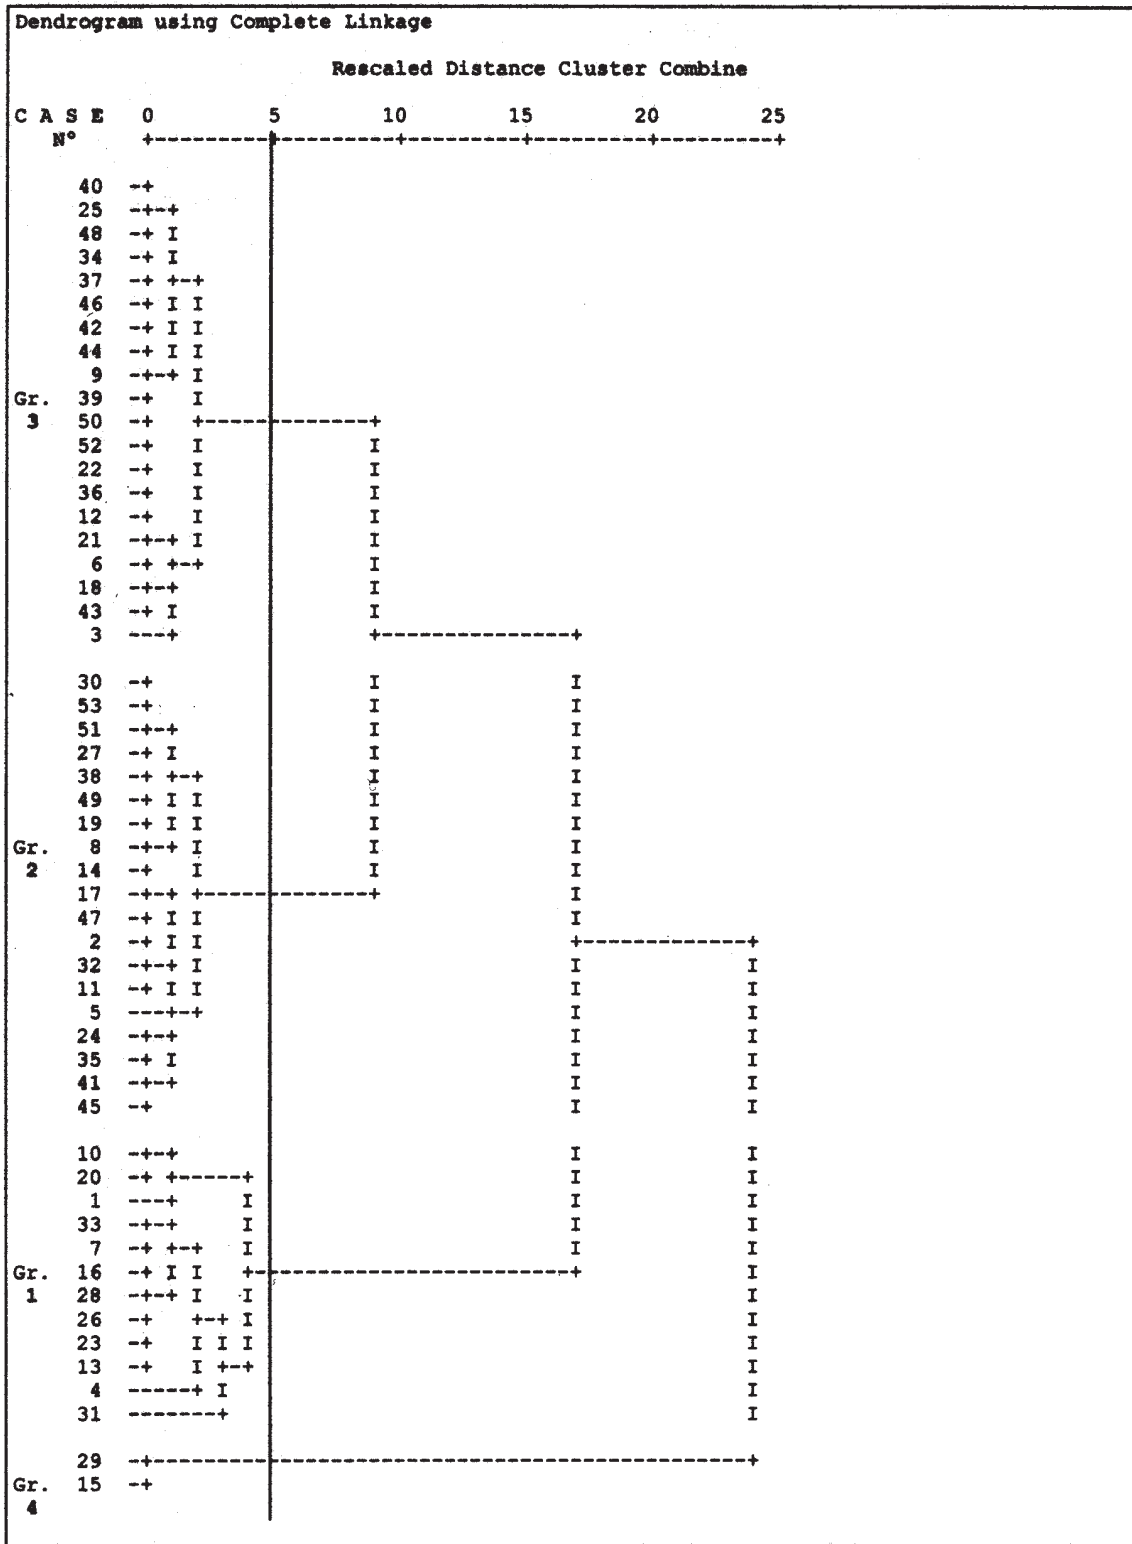 Dendrogram using Complete Linkage
Rescaled Distance Cluster Combine
C A S E    0         5        10        15        20        25
   N°      +---------+---------+---------+---------+---------+
     40   -+
     25   -+-+
     48   -+ I
     34   -+ I
     37   -+ +-+
     46   -+ I I
     42   -+ I I
     44   -+ I I
      9   -+-+ I
Gr.  39   -+   I
 3   50   -+   +-------------+
     52   -+   I             I
     22   -+   I             I
     36   -+   I             I
     12   -+   I             I
     21   -+-+ I             I
      6   -+ +-+             I
     18   -+-+               I
     43   -+ I               I
      3   ---+               +---------------+
     30   -+                 I               I
     53   -+                 I               I
     51   -+-+               I               I
     27   -+ I               I               I
     38   -+ +-+             I               I
     49   -+ I I             I               I
     19   -+ I I             I               I
Gr.   8   -+-+ I             I               I
 2   14   -+   I             I               I
     17   -+-+ +-------------+               I
     47   -+ I I                             I
      2   -+ I I                             +-------------+
     32   -+-+ I                             I             I
     11   -+ I I                             I             I
      5   ---+-+                             I             I
     24   -+-+                               I             I
     35   -+ I                               I             I
     41   -+-+                               I             I
     45   -+                                 I             I
     10   -+-+                               I             I
     20   -+ +-----+                         I             I
      1   ---+     I                         I             I
     33   -+-+     I                         I             I
      7   -+ +-+   I                         I             I
Gr.  16   -+ I I   +-------------------------+             I
 1   28   -+-+ I   I                                       I
     26   -+   +-+ I                                       I
     23   -+   I I I                                       I
     13   -+   I +-+                                       I
      4   -----+ I                                         I
     31   -------+                                         I
     29   -+-----------------------------------------------+
Gr.  15   -+
 4